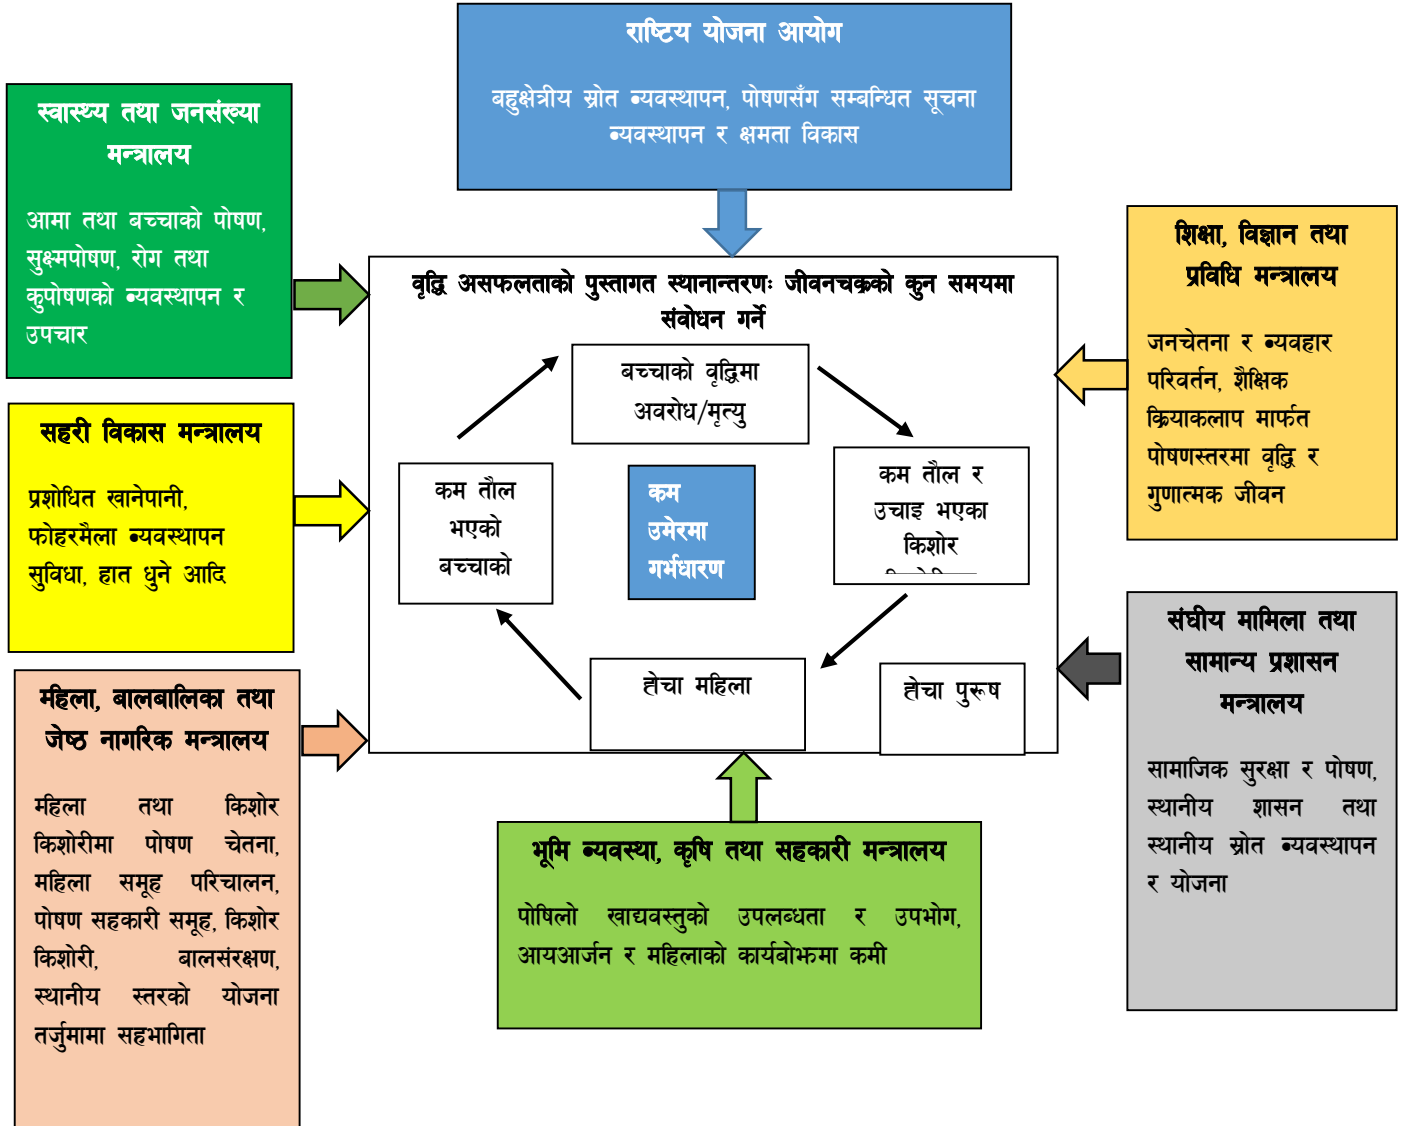 राष्टिय योजना आयोग
बहुक्षेत्रीय स्रोत ब्यवस्थापन, पोषणसँग सम्बन्धित सूचना
ब्यवस्थापन र क्षमता विकास
स्वास्थ्य तथा जनसंख्या
मन्त्रालय
आमा तथा बच्चाको पोषण,
सुक्ष्मपोषण, रोग तथा
कुपोषणको ब्यवस्थापन र
उपचार
सहरी विकास मन्त्रालय
प्रशोधित खानेपानी,
फोहरमैला ब्यवस्थापन
सुविधा, हात धुने आदि
महिला, बालबालिका तथा
जेष्ठ नागरिक मन्त्रालय
महिला तथा किशोर
किशोरीमा पोषण चेतना,
महिला समूह परिचालन,
पोषण सहकारी समूह, किशोर
किशोरी, बालसंरक्षण,
स्थानीय स्तरको योजना
तर्जुमामा सहभागिता
वृद्धि असफलताको पुस्तागत स्थानान्तरणः जीवनचक्रको कुन समयमा
संवोधन गर्ने
बच्चाको वृद्धिमा
अवरोध/मृत्यु
कम तौल
भएको
बच्चाको
कम
उमेरमा
गर्भधारण
कम तौल र
उचाइ भएका
किशोर
होचा महिला
होचा पुरूष
भूमि ब्यवस्था, कृषि तथा सहकारी मन्त्रालय
पोषिलो खाद्यवस्तुको उपलब्धता र उपभोग,
आयआर्जन र महिलाको कार्यबोझमा कमी
शिक्षा, विज्ञान तथा
प्रविधि मन्त्रालय
जनचेतना र ब्यवहार
परिवर्तन, शैक्षिक
क्रियाकलाप मार्फत
पोषणस्तरमा वृद्धि र
गुणात्मक जीवन
संघीय मामिला तथा
सामान्य प्रशासन
मन्त्रालय
सामाजिक सुरक्षा र पोषण,
स्थानीय शासन तथा
स्थानीय स्रोत ब्यवस्थापन
र योजना